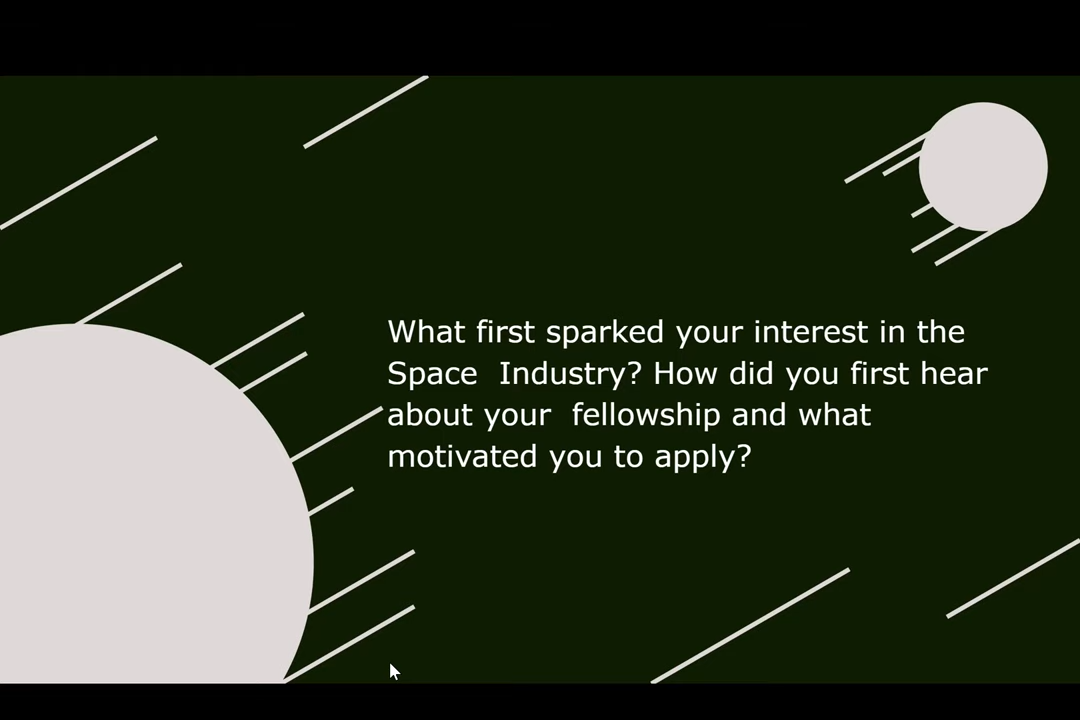 What first sparked your interest in the
Space  Industry? How did you first hear
about your  fellowship and what
motivated you to apply?